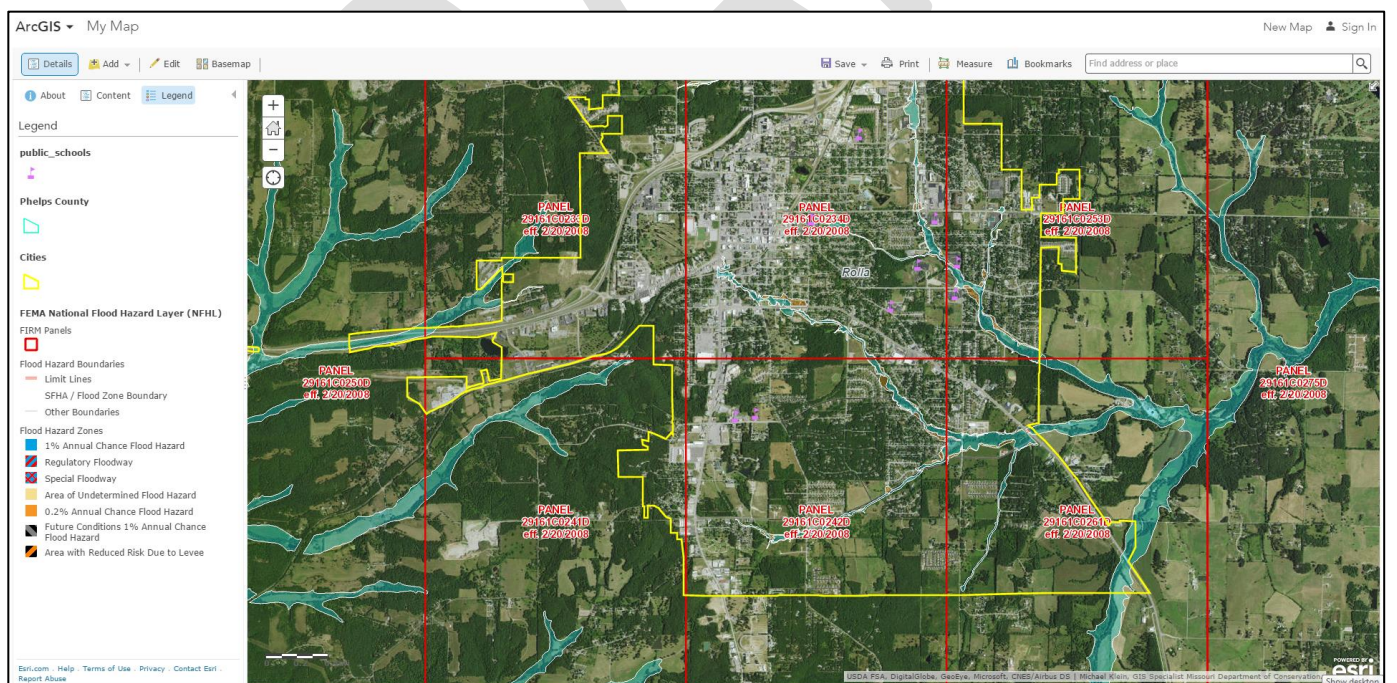 ArcGIS My Map
New Map Sign In
Details Add Edit Basemap
Save Print Measure Bookmarks Find address or place
About Content Legend
Legend
public_schools
Phelps County
Cities
FEMA National Flood Hazard Layer (NFHL)
FIRM Panels
Flood Hazard Boundaries
Limit Lines
SFHA / Flood Zone Boundary
Other Boundaries
Flood Hazard Zones
1% Annual Chance Flood Hazard
Regulatory Floodway
Special Floodway
Area of Undetermined Flood Hazard
0.2% Annual Chance Flood Hazard
Future Conditions 1% Annual Chance
Flood Hazard
Area with Reduced Risk Due to Levee
Esri.com . Help . Terms of Use . Privacy . Contact Esri .
Report Abuse
PANEL
29161C0233D
eff. 2/20/2008
PANEL
29161C0234D
eff. 2/20/2008
PANEL
29161C0253D
eff. 2/20/2008
Rolla
PANEL
29161C0250D
eff. 2/20/2008
PANEL
29161C0275D
eff. 2/20/2008
PANEL
29161C0241D
eff. 2/20/2008
PANEL
29161C0242D
eff. 2/20/2008
PANEL
29161C0261D
eff. 2/20/2008
POWERED BY
esri
USDA FSA, DigitalGlobe, GeoEye, Microsoft, CNES/Airbus DS | Michael Klein, GIS Specialist Missouri Department of Conservation
Show desktop